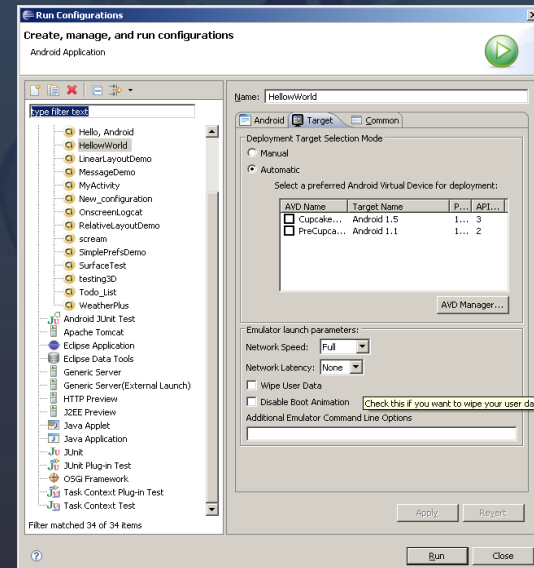 Run Configurations
Create, manage, and run configurations
Android Application
type filter text
Hello, Android
HellowWorld
LinearLayoutDemo
MessageDemo
MyActivity
New_configuration
OnscreenLogcat
RelativeLayoutDemo
scream
SimplePrefsDemo
SurfaceTest
testing3D
Todo_List
WeatherPlus
Android JUnit Test
Apache Tomcat
Eclipse Application
Eclipse Data Tools
Generic Server
Generic Server(External Launch)
HTTP Preview
J2EE Preview
Java Applet
Java Application
JUnit
JUnit Plug-in Test
OSGi Framework
Task Context Plug-in Test
Task Context Test
Filter matched 34 of 34 items
Name: HellowWorld
Android Target Common
Deployment Target Selection Mode
Manual
Automatic
Select a preferred Android Virtual Device for deployment:
AVD Name Target Name P... API...
Cupcake... Android 1.5 1... 3
PreCupca... Android 1.1 1... 2
AVD Manager...
Emulator launch parameters:
Network Speed: Full
Network Latency: None
Wipe User Data
Disable Boot Animation Check this if you want to wipe your user da
Additional Emulator Command Line Options
Apply Revert
Run Close